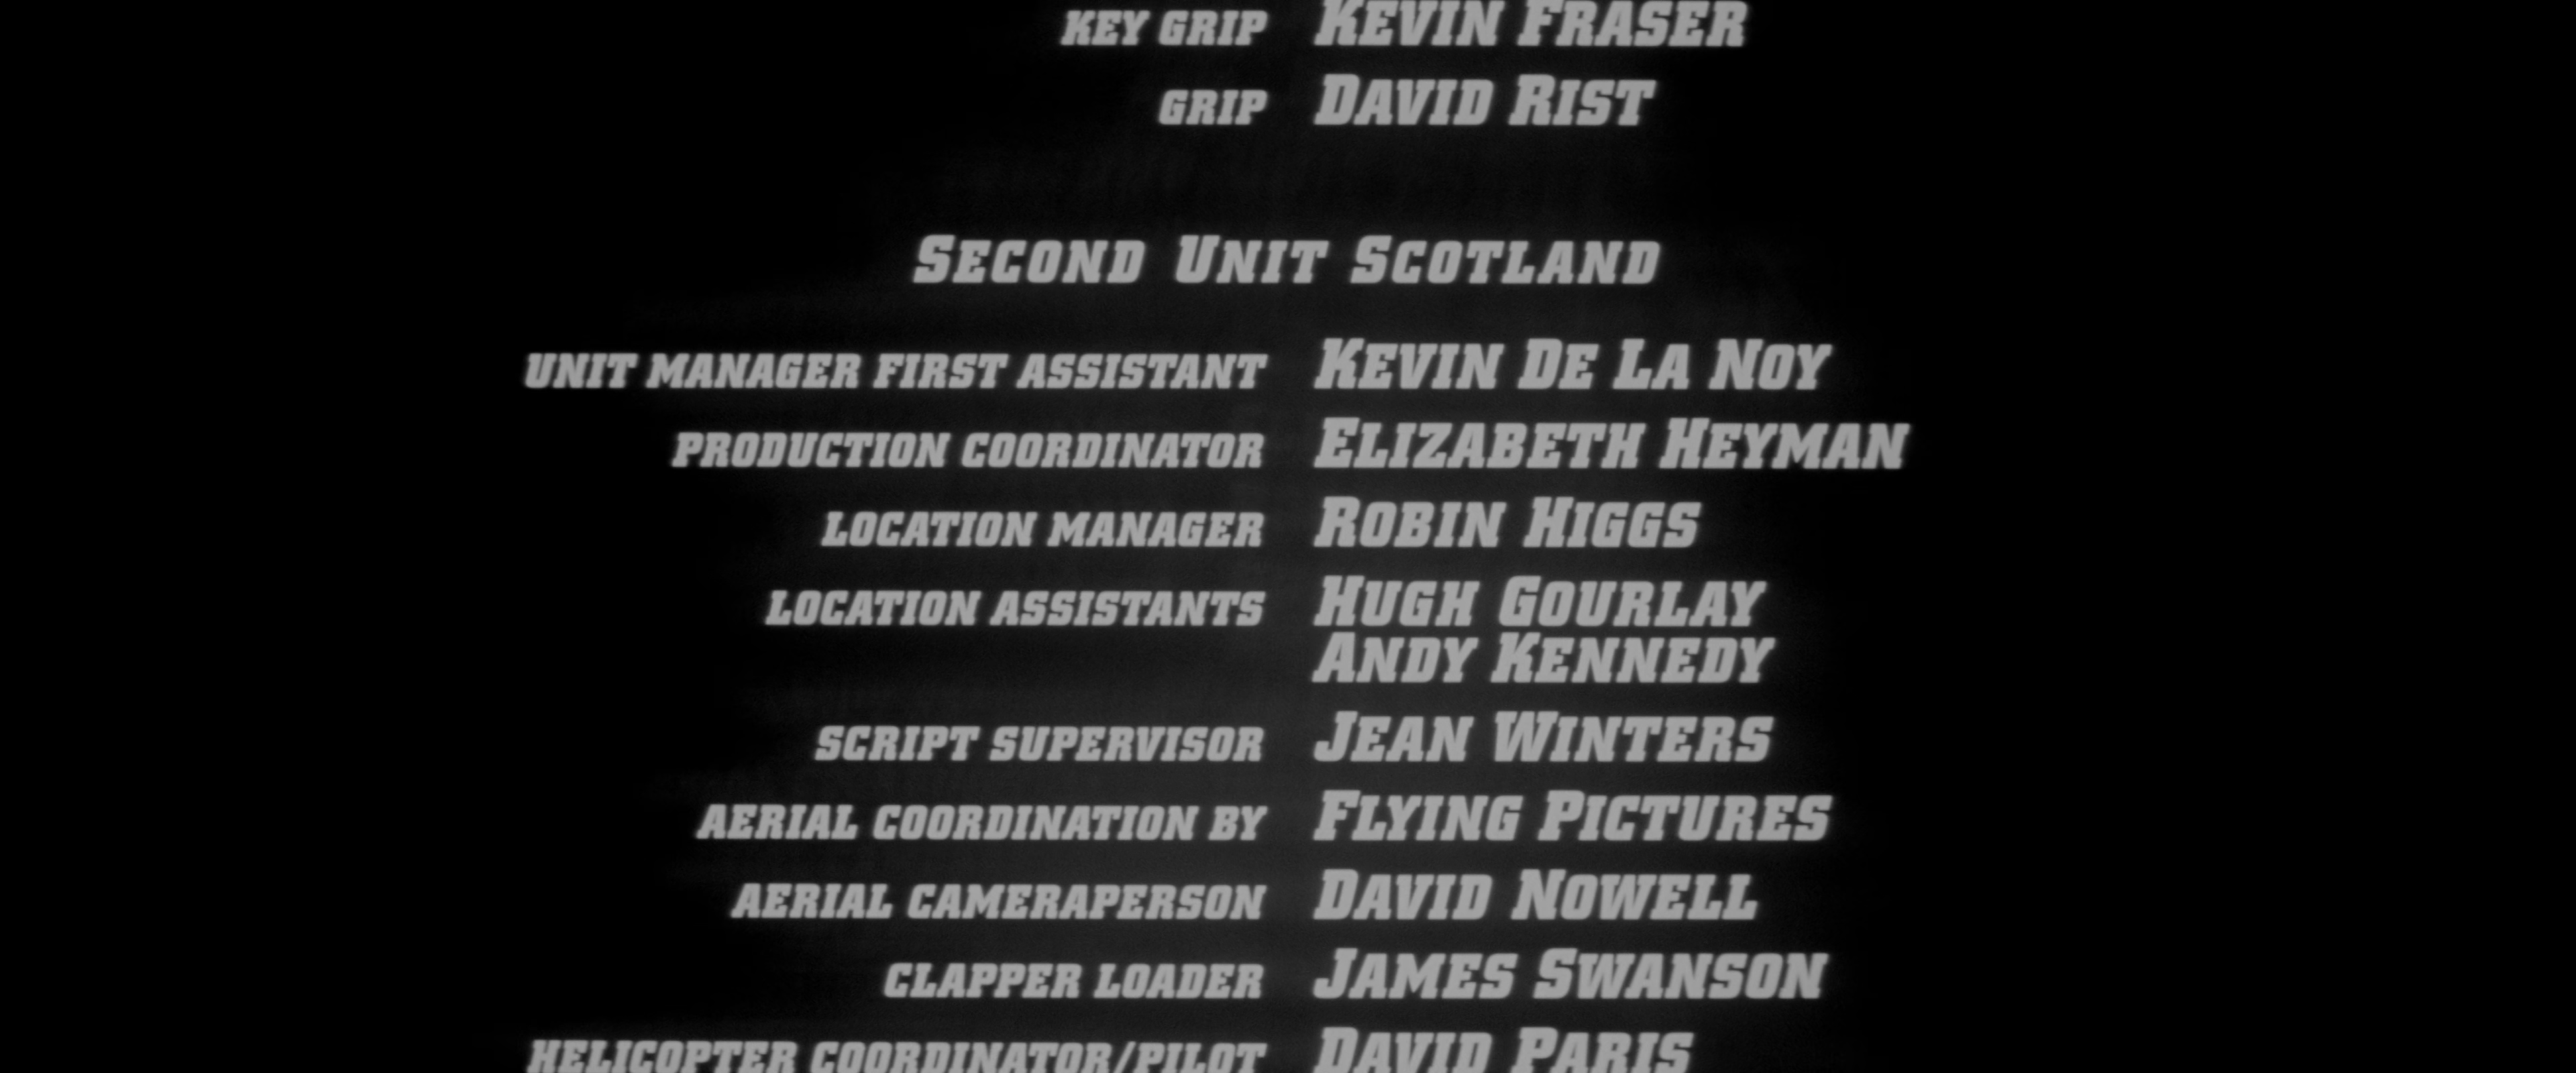 KEY GRIP KEVIN FRASER
GRIP DAVID RIST
SECOND UNIT SCOTLAND
UNIT MANAGER FIRST ASSISTANT KEVIN DE LA NOY
PRODUCTION COORDINATOR ELIZABETH HEYMAN
LOCATION MANAGER ROBIN HIGGS
LOCATION ASSISTANTS HUGH GOURLAY
ANDY KENNEDY
SCRIPT SUPERVISOR JEAN WINTERS
AERIAL COORDINATION BY FLYING PICTURES
AERIAL CAMERAPERSON DAVID NOWELL
CLAPPER LOADER JAMES SWANSON
HELICOPTER COORDINATOR/PILOT DAVID PARIS